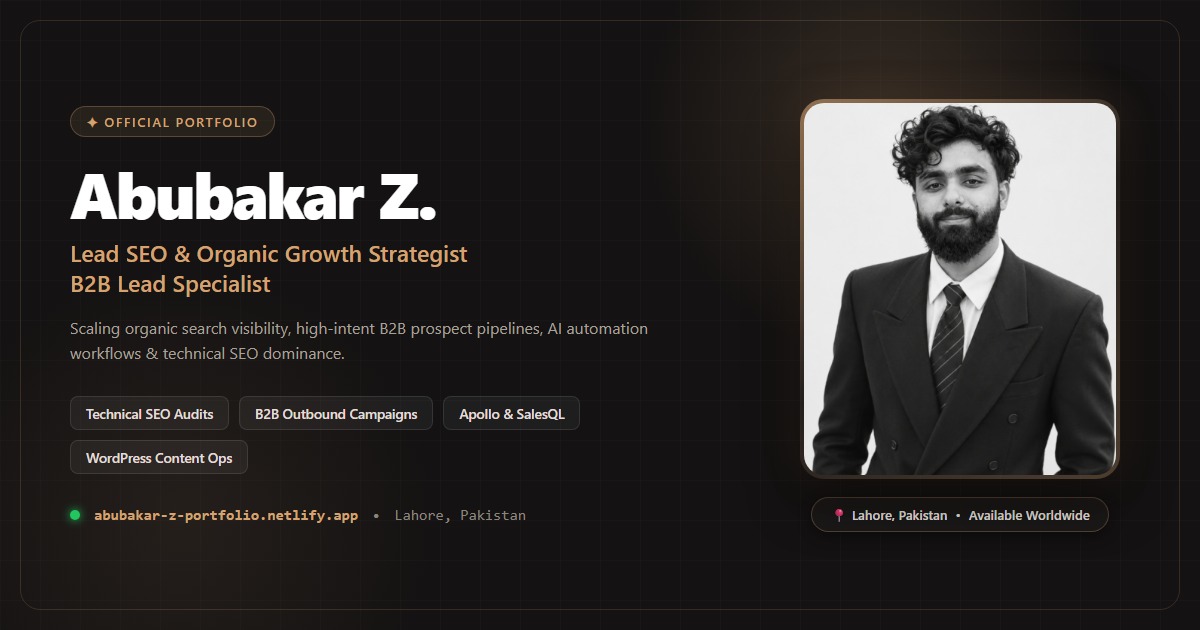 ✦ OFFICIAL PORTFOLIO
Abubakar Z.
Lead SEO & Organic Growth Strategist
B2B Lead Specialist
Scaling organic search visibility, high-intent B2B prospect pipelines, AI automation
workflows & technical SEO dominance.
Technical SEO Audits
B2B Outbound Campaigns
Apollo & SalesQL
WordPress Content Ops
abubakar-z-portfolio.netlify.app • Lahore, Pakistan
📍 Lahore, Pakistan • Available Worldwide